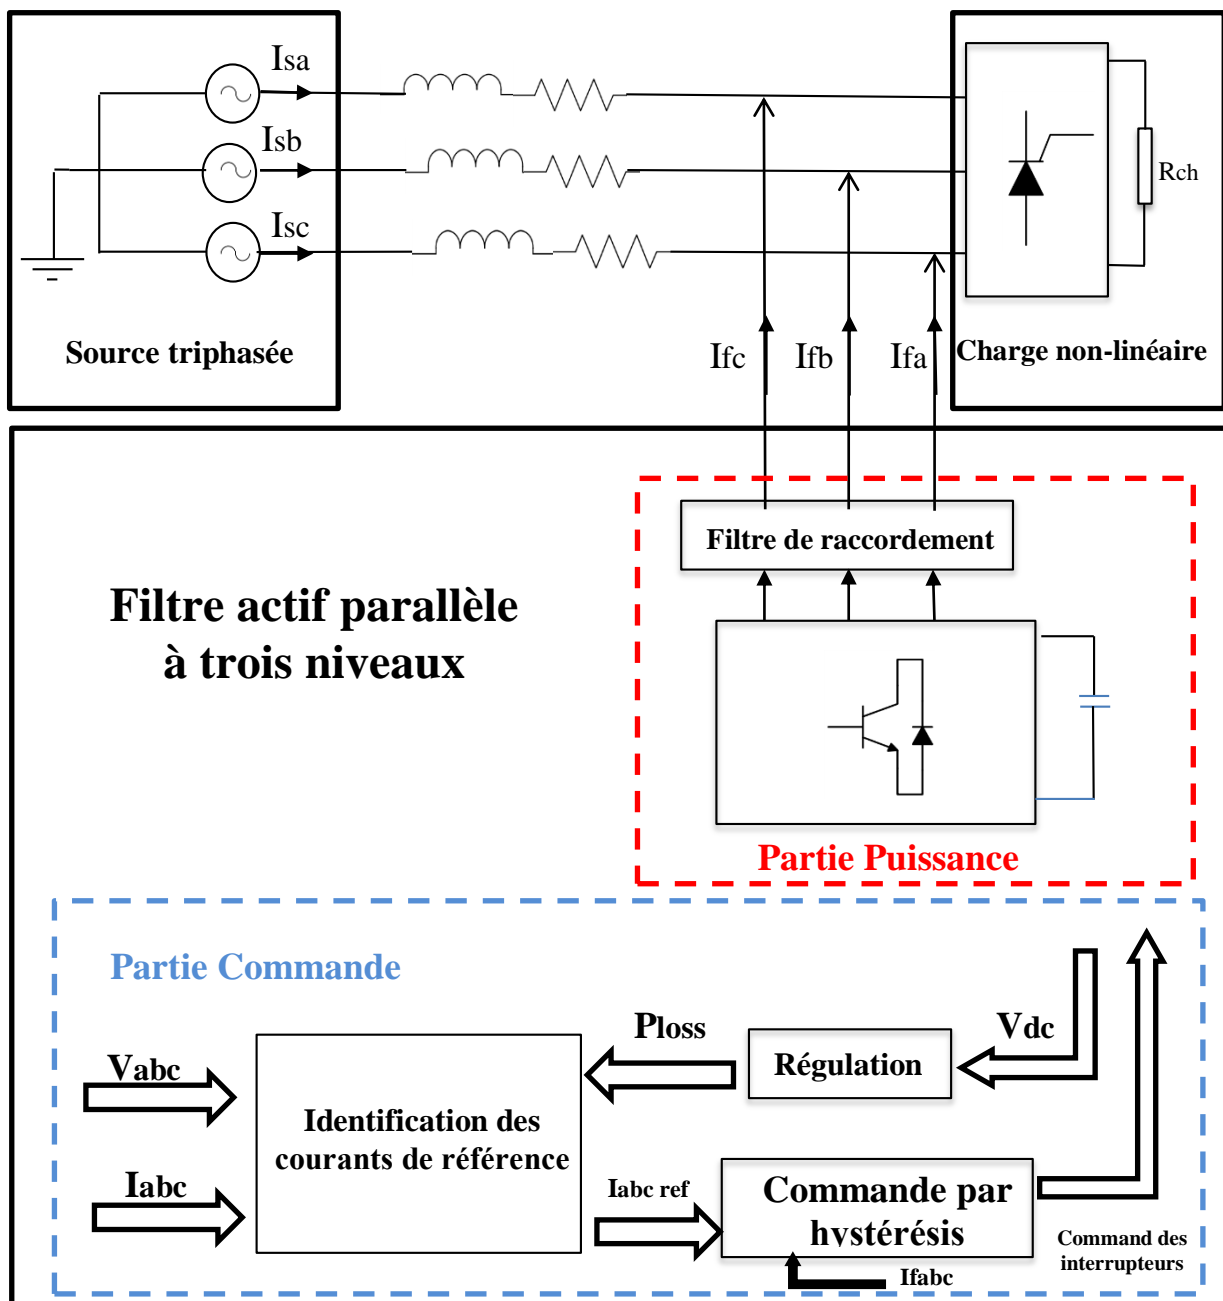 Isa
Isb
Isc
Rch
Source triphasée
Ifc
Ifb
Ifa
Charge non-linéaire
Filtre de raccordement
Filtre actif parallèle
à trois niveaux
Partie Puissance
Partie Commande
Ploss
Vdc
Vabc
Régulation
Identification des
courants de référence
Iabc
Iabc ref
Commande par
hystérésis
Command des
interrupteurs
Ifabc